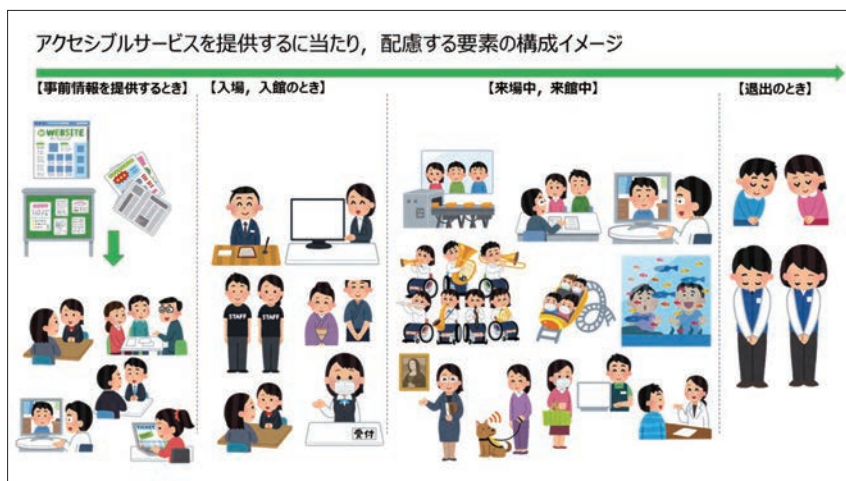 アクセシブルサービスを提供するに当たり，配慮する要素の構成イメージ
【事前情報を提供するとき】
【入場，入館のとき】
【来場中，来館中】
【退出のとき】
WEBSITE
STAFF
STAFF
受付
TICKET